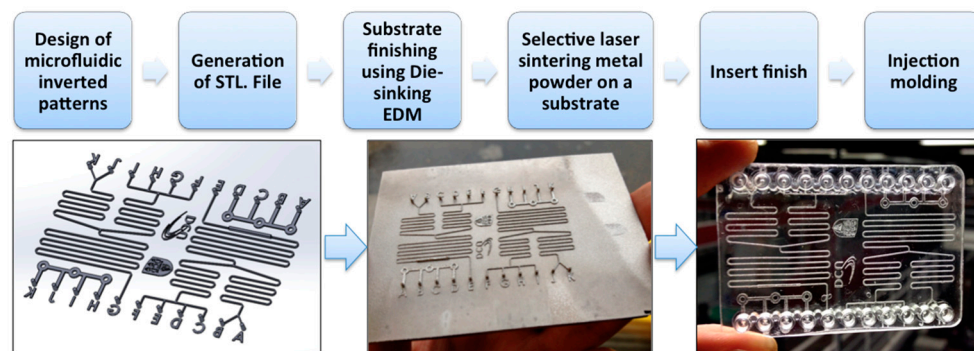 Design of
microfluidic
inverted
patterns
Generation
of STL. File
Substrate
finishing
using Die-
sinking
EDM
Selective laser
sintering metal
powder on a
substrate
Insert finish
Injection
molding
K J I H G F E D C B A
K J I H G F E D C B A